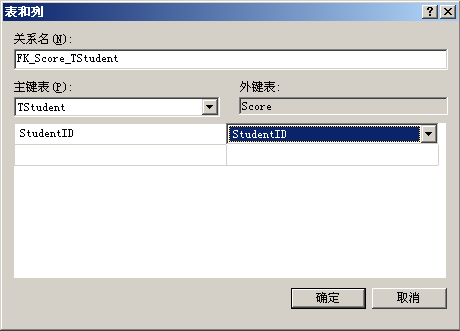 表和列
关系名(N):
FK_Score_TStudent
主键表(P):
外键表:
TStudent
Score
StudentID
StudentID
确定
取消